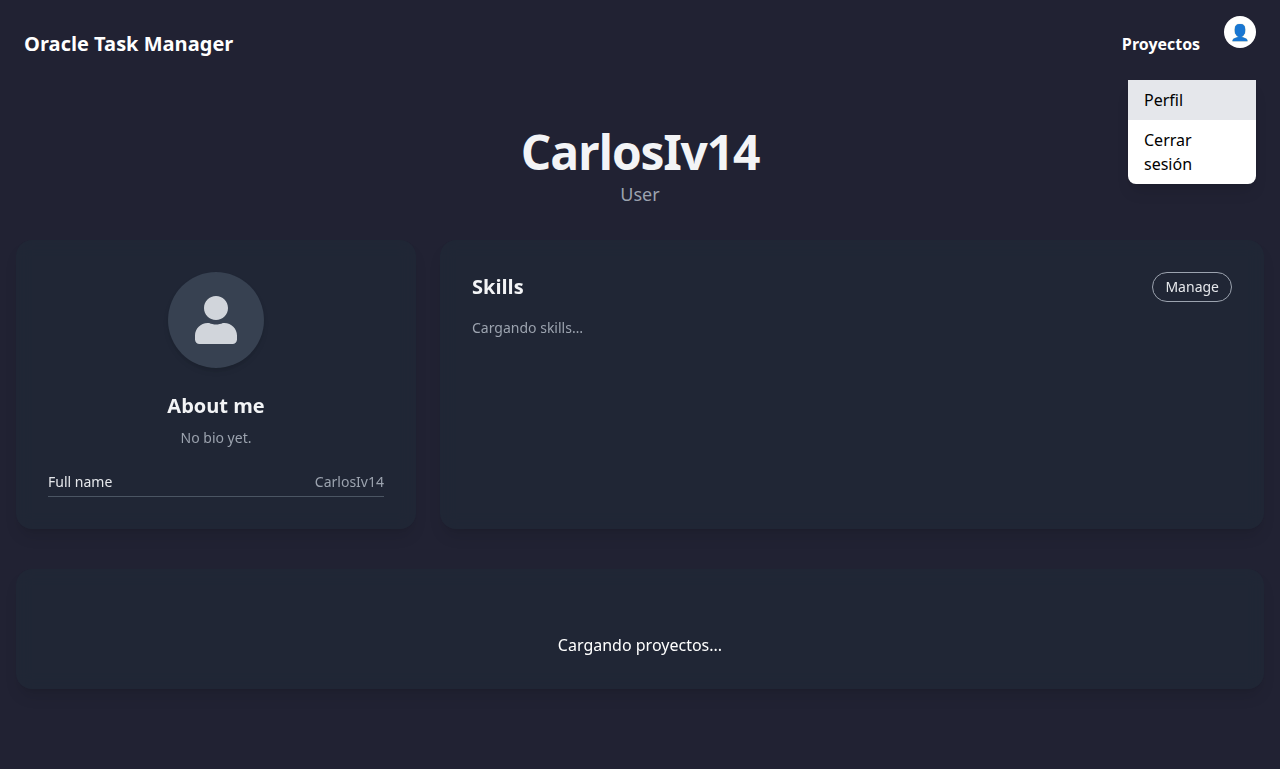 Oracle Task Manager
Proyectos
Perfil
Cerrar
sesión
CarlosIv14
User
About me
No bio yet.
Full name CarlosIv14
Skills
Manage
Cargando skills...
Cargando proyectos...